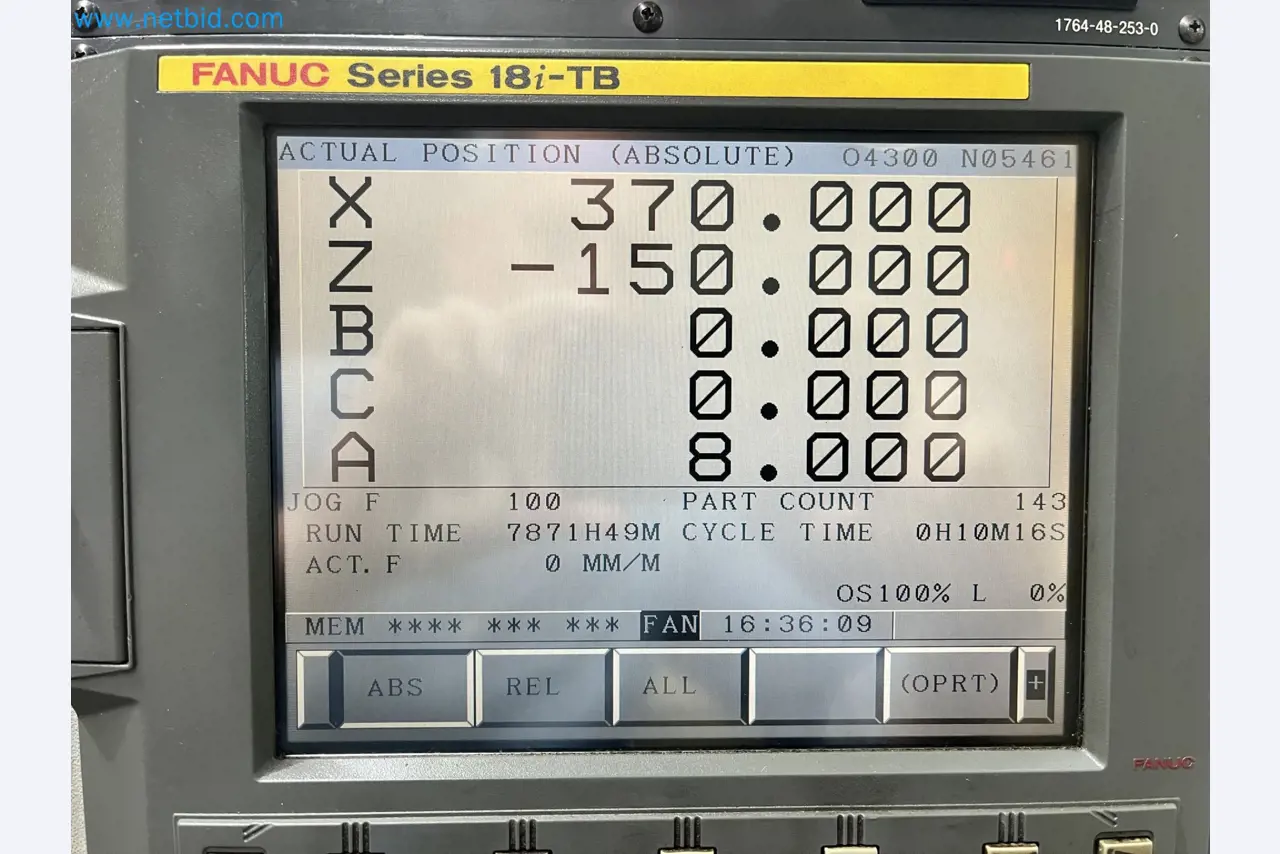 www.netbid.com
1764-48-253-0
FANUC Series 18i-TB
ACTUAL POSITION (ABSOLUTE) O4300 N05461
X 370.000
Z -150.000
B 0.000
C 0.000
A 8.000
JOG F 100 PART COUNT 143
RUN TIME 7871H49M CYCLE TIME 0H10M16S
ACT. F 0 MM/M
OS100% L 0%
MEM **** *** *** FAN 16:36:09
ABS REL ALL (OPRT) +
FANUC